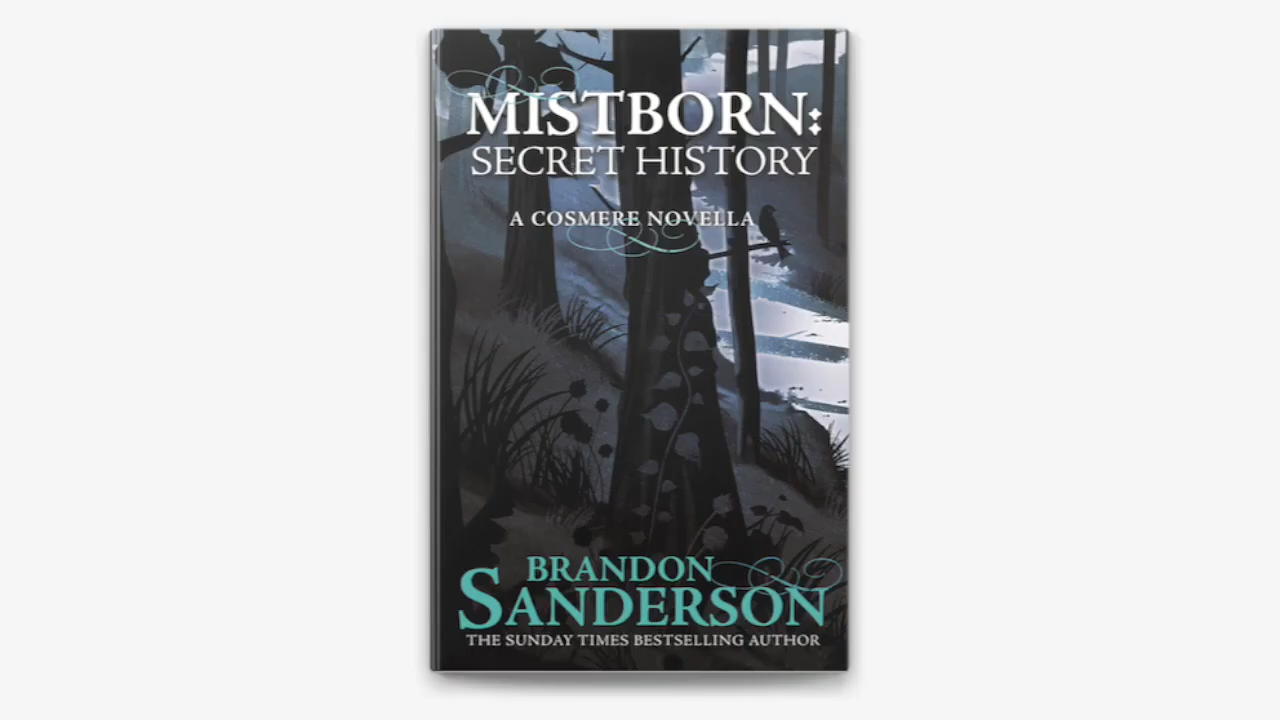 MISTBORN:
SECRET HISTORY
A COSMERE NOVELLA
BRANDON
SANDERSON
THE SUNDAY TIMES BESTSELLING AUTHOR